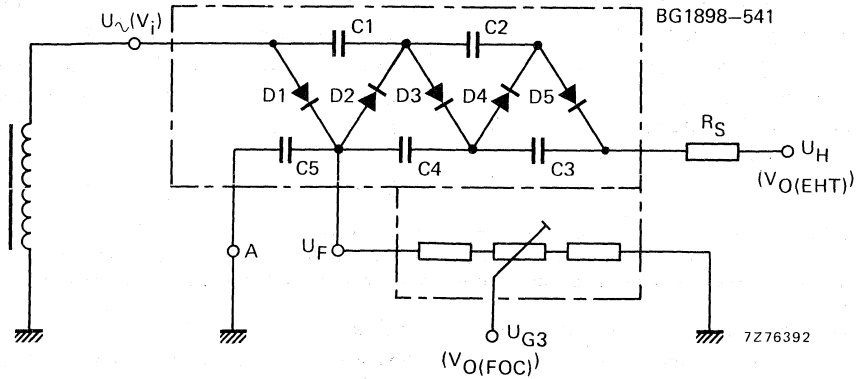 BG1898-541
U∿(Vi)
C1
C2
D1
D2
D3
D4
D5
C5
C4
C3
RS
UH
(VO(EHT))
A
UF
UG3
(VO(FOC))
7Z76392